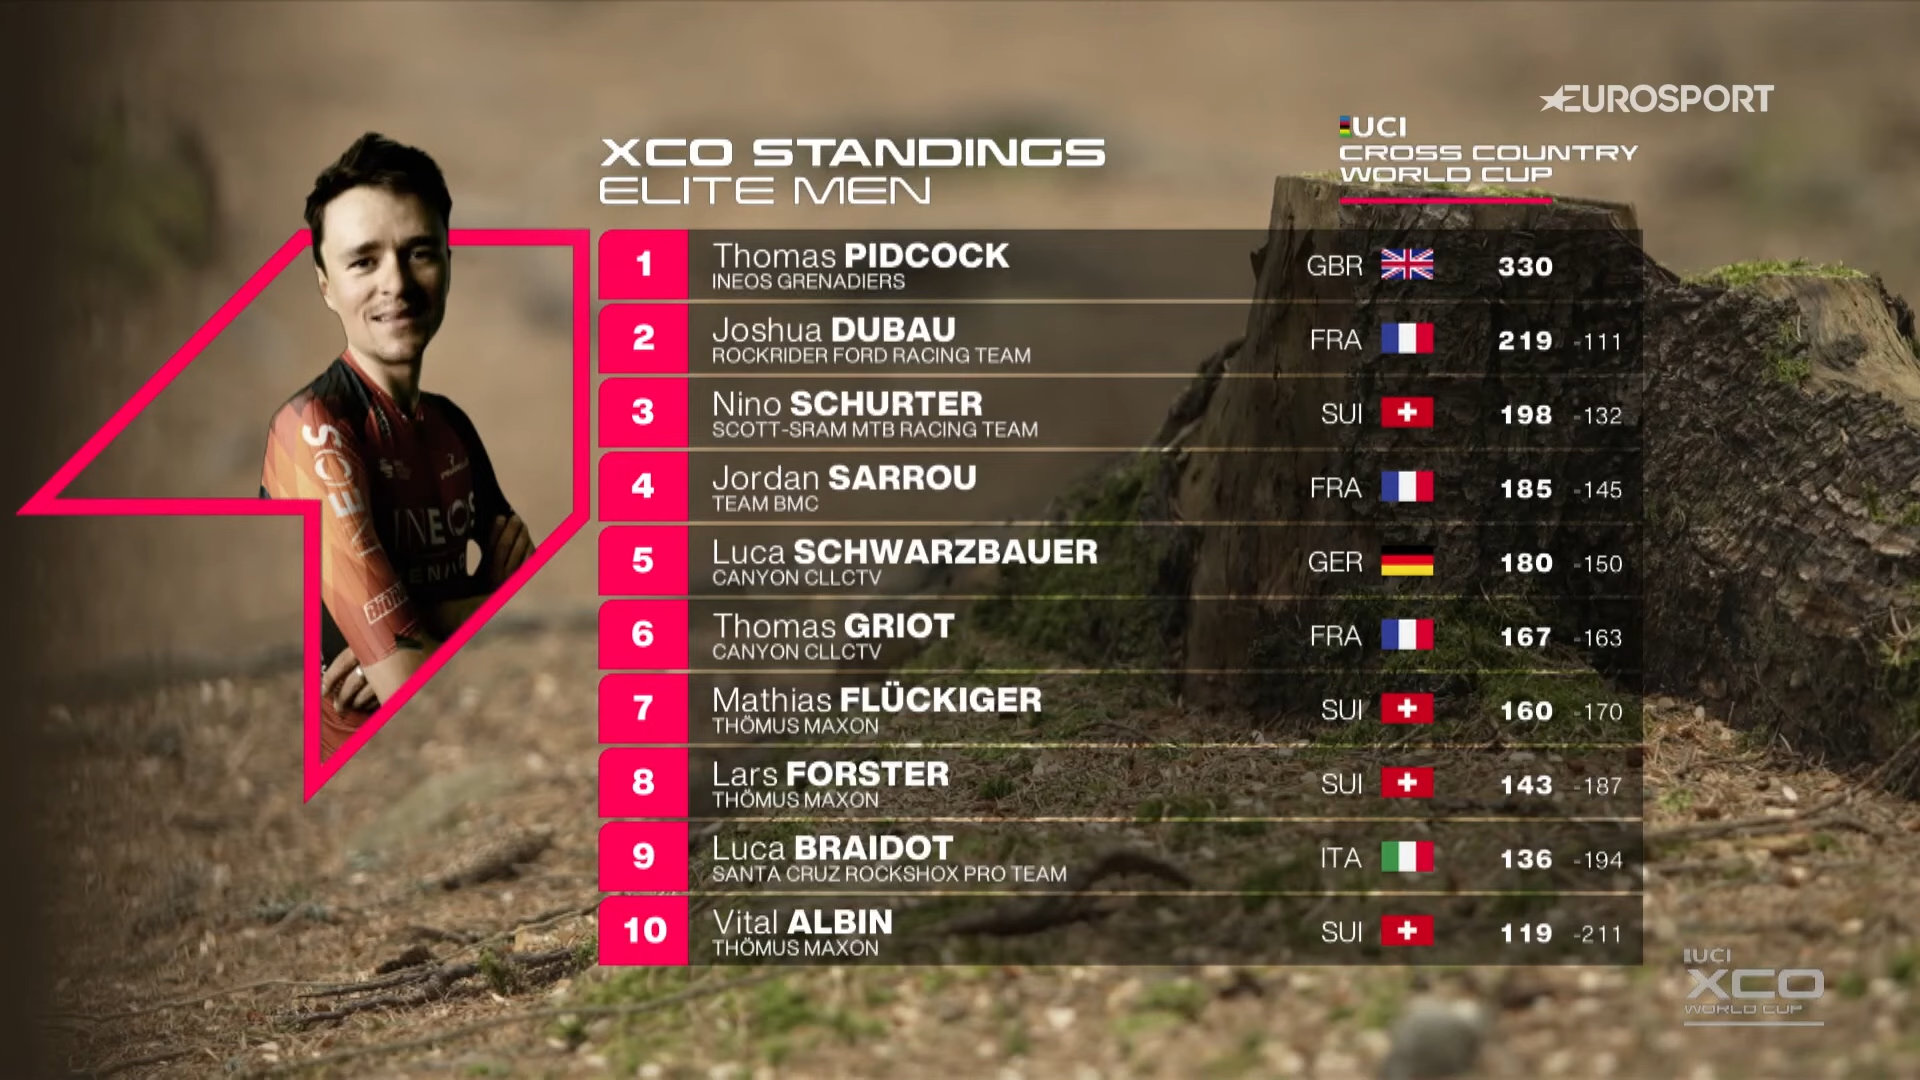 EUROSPORT
UCI
CROSS COUNTRY
WORLD CUP
XCO STANDINGS
ELITE MEN
1 Thomas PIDCOCK GBR 330
INEOS GRENADIERS
2 Joshua DUBAU FRA 219 -111
ROCKRIDER FORD RACING TEAM
3 Nino SCHURTER SUI 198 -132
SCOTT-SRAM MTB RACING TEAM
4 Jordan SARROU FRA 185 -145
TEAM BMC
5 Luca SCHWARZBAUER GER 180 -150
CANYON CLLCTV
6 Thomas GRIOT FRA 167 -163
CANYON CLLCTV
7 Mathias FLÜCKIGER SUI 160 -170
THÖMUS MAXON
8 Lars FORSTER SUI 143 -187
THÖMUS MAXON
9 Luca BRAIDOT ITA 136 -194
SANTA CRUZ ROCKSHOX PRO TEAM
10 Vital ALBIN SUI 119 -211
THÖMUS MAXON
INEOS
INEOS
UCI
XCO
WORLD CUP